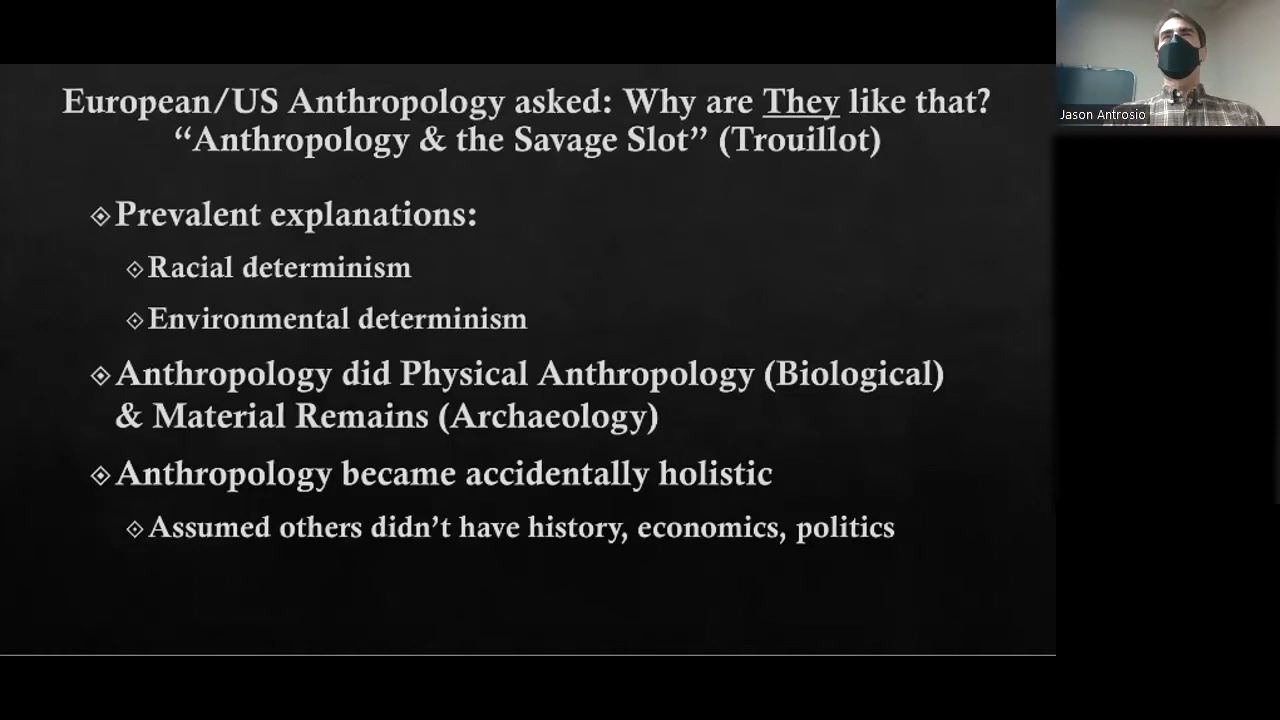 European/US Anthropology asked: Why are They like that?
“Anthropology & the Savage Slot” (Trouillot)
Prevalent explanations:
Racial determinism
Environmental determinism
Anthropology did Physical Anthropology (Biological)
& Material Remains (Archaeology)
Anthropology became accidentally holistic
Assumed others didn’t have history, economics, politics
Jason Antrosio